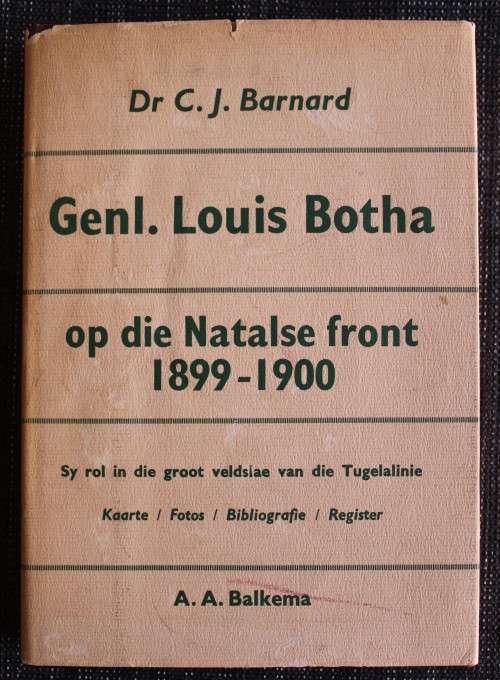 Dr C. J. Barnard
Genl. Louis Botha
op die Natalse front
1899-1900
Sy rol in die groot veldslae van die Tugelalinie
Kaarte / Fotos / Bibliografie / Register
A. A. Balkema